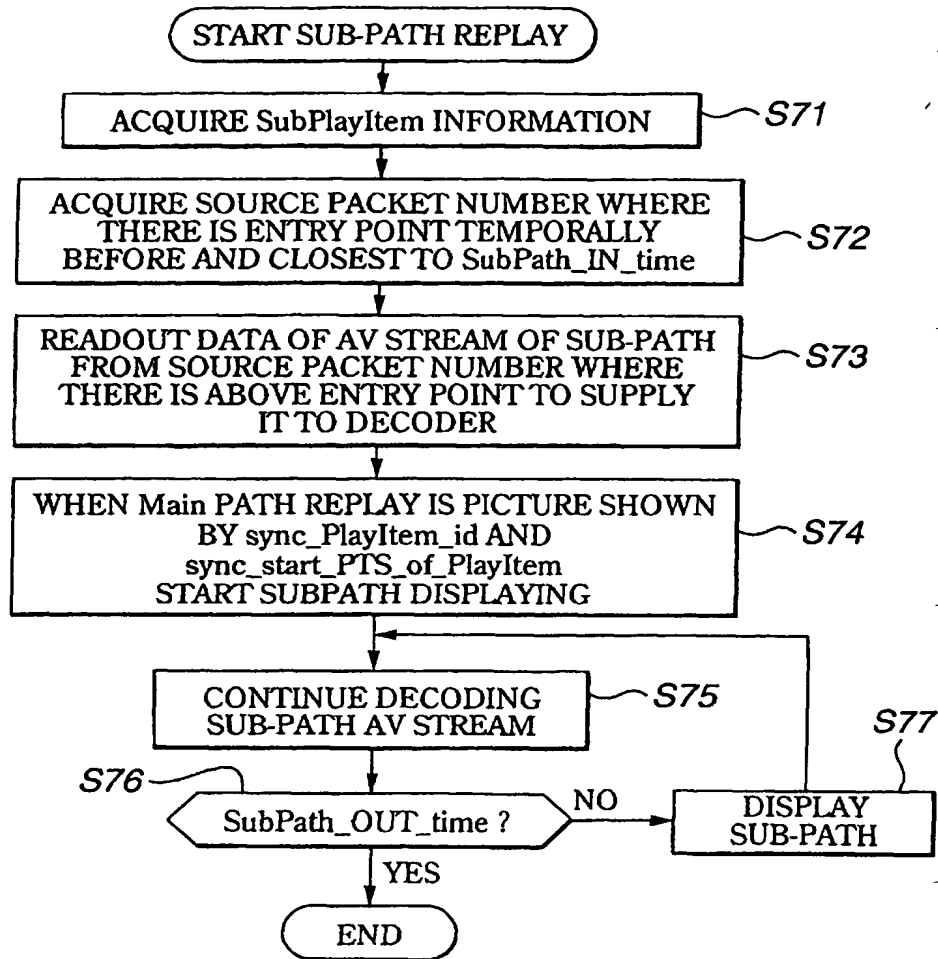 START SUB-PATH REPLAY
ACQUIRE SubPlayItem INFORMATION
S71
ACQUIRE SOURCE PACKET NUMBER WHERE
THERE IS ENTRY POINT TEMPORALLY
BEFORE AND CLOSEST TO SubPath_IN_time
S72
READOUT DATA OF AV STREAM OF SUB-PATH
FROM SOURCE PACKET NUMBER WHERE
THERE IS ABOVE ENTRY POINT TO SUPPLY
IT TO DECODER
S73
WHEN Main PATH REPLAY IS PICTURE SHOWN
BY sync_PlayItem_id AND
sync_start_PTS_of_PlayItem
START SUBPATH DISPLAYING
S74
CONTINUE DECODING
SUB-PATH AV STREAM
S75
S76
SubPath_OUT_time ?
NO
S77
DISPLAY
SUB-PATH
YES
END